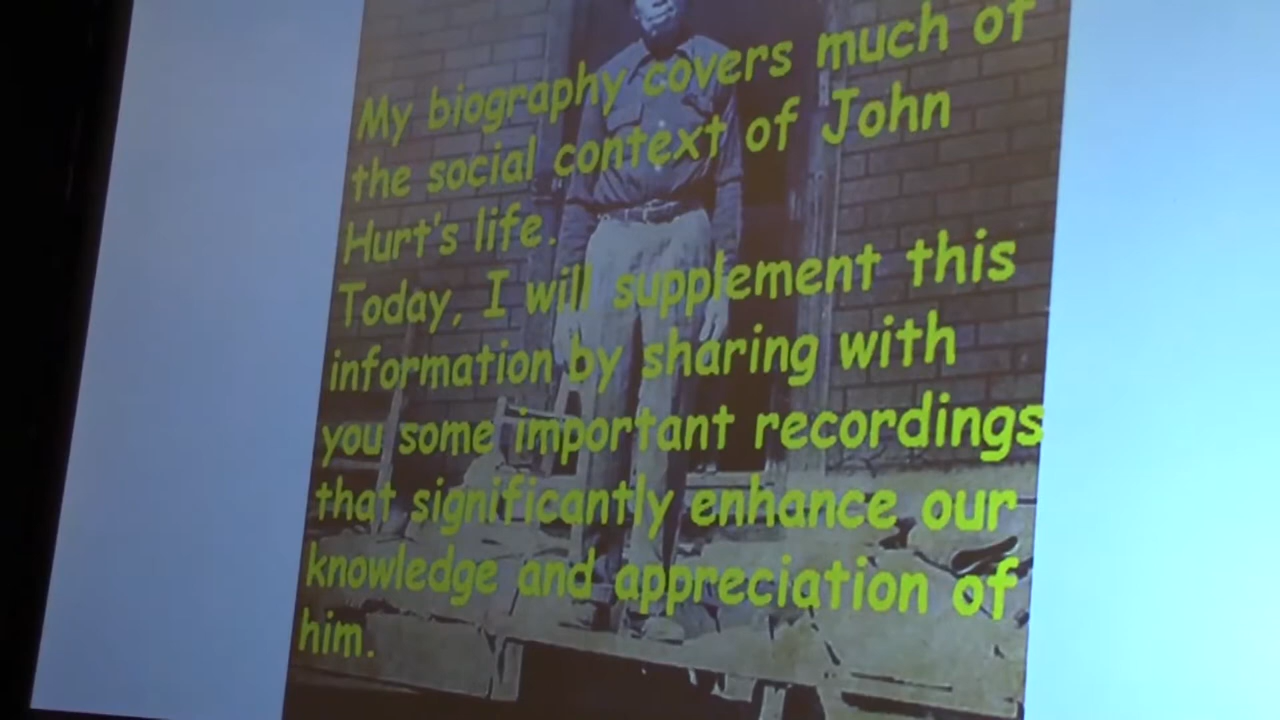 My biography covers much of
the social context of John
Hurt's life.
Today, I will supplement this
information by sharing with
you some important recordings
that significantly enhance our
knowledge and appreciation of
him.